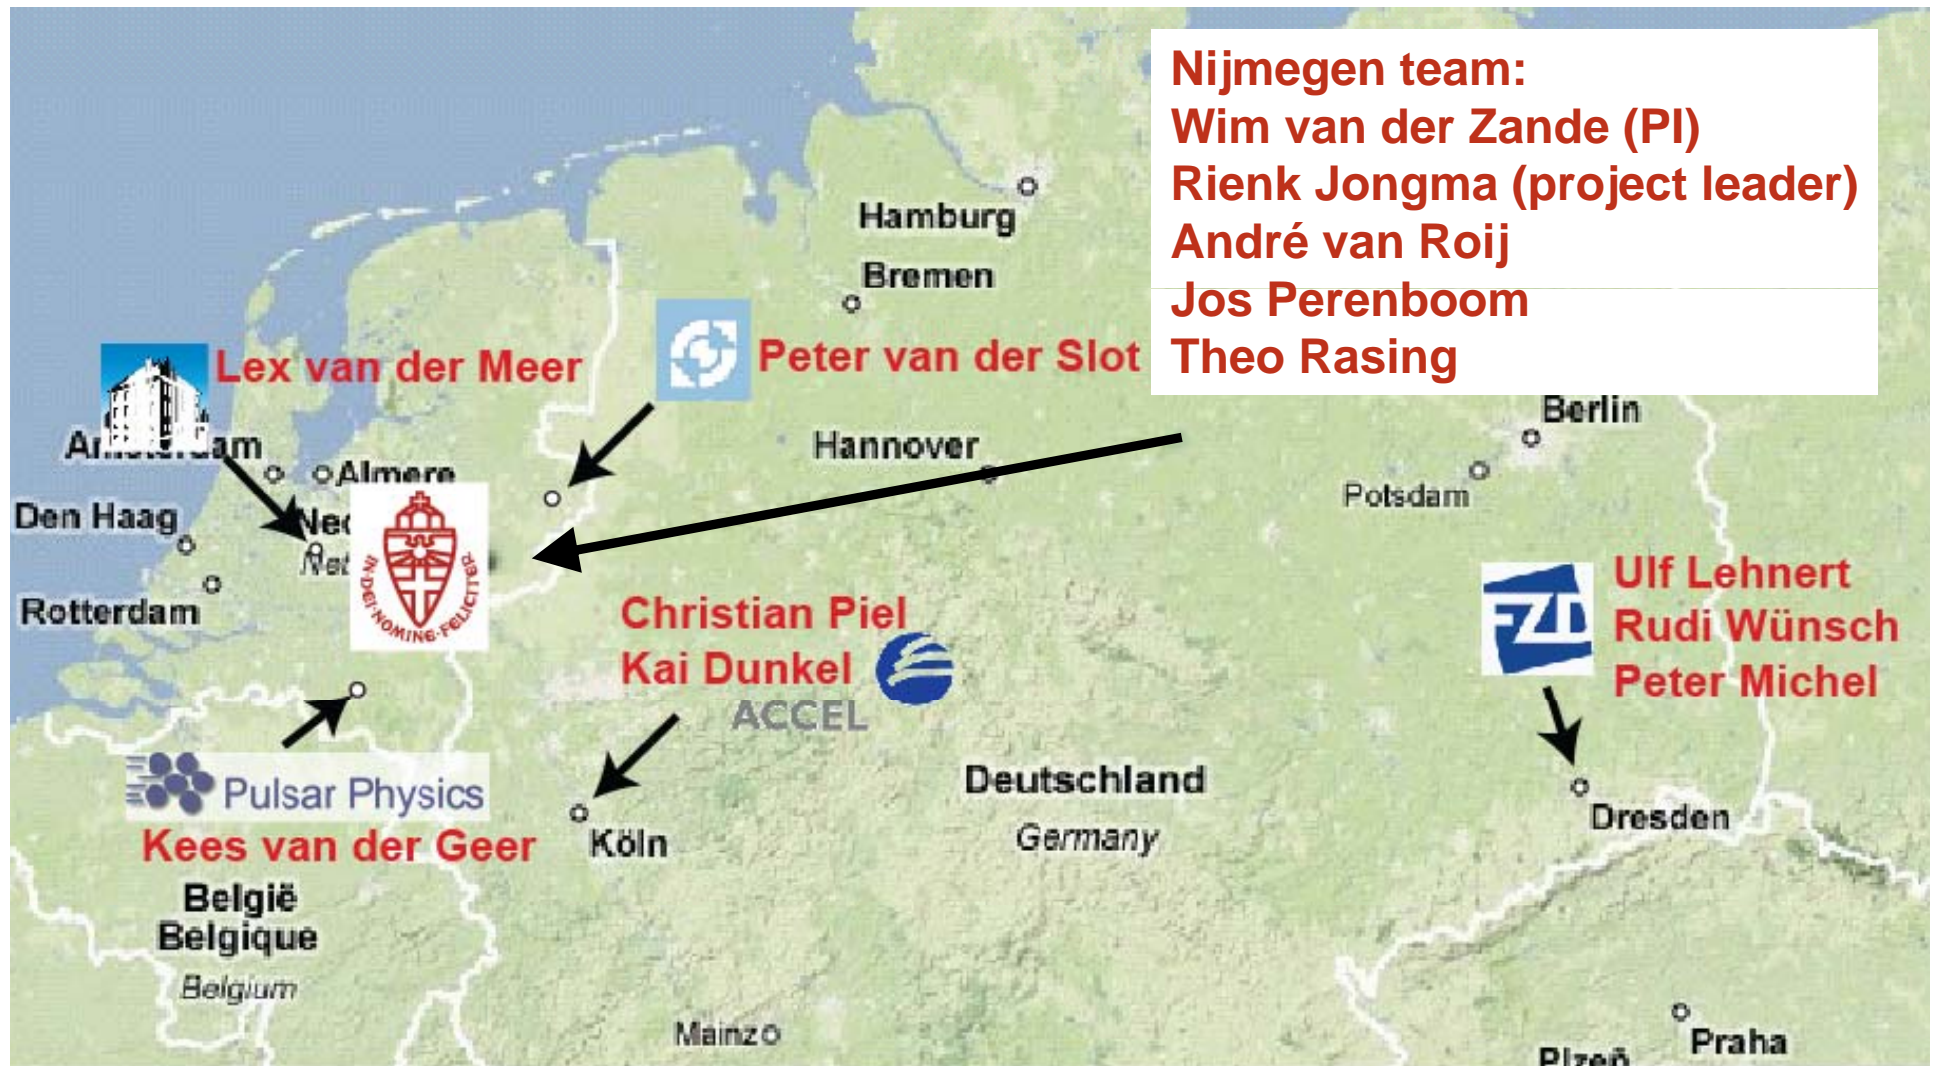 Nijmegen team:
Wim van der Zande (PI)
Rienk Jongma (project leader)
André van Roij
Jos Perenboom
Theo Rasing
Hamburg
Bremen
Lex van der Meer
Peter van der Slot
Berlin
Hannover
Almere
Potsdam
Den Haag
IN·DEI·NOMINE·FELICITER
Rotterdam
Christian Piel
Kai Dunkel
ACCEL
FZD
Ulf Lehnert
Rudi Wünsch
Peter Michel
Pulsar Physics
Kees van der Geer
Köln
Deutschland
Germany
Dresden
België
Belgique
Belgium
Mainz
Praha
Plzeň